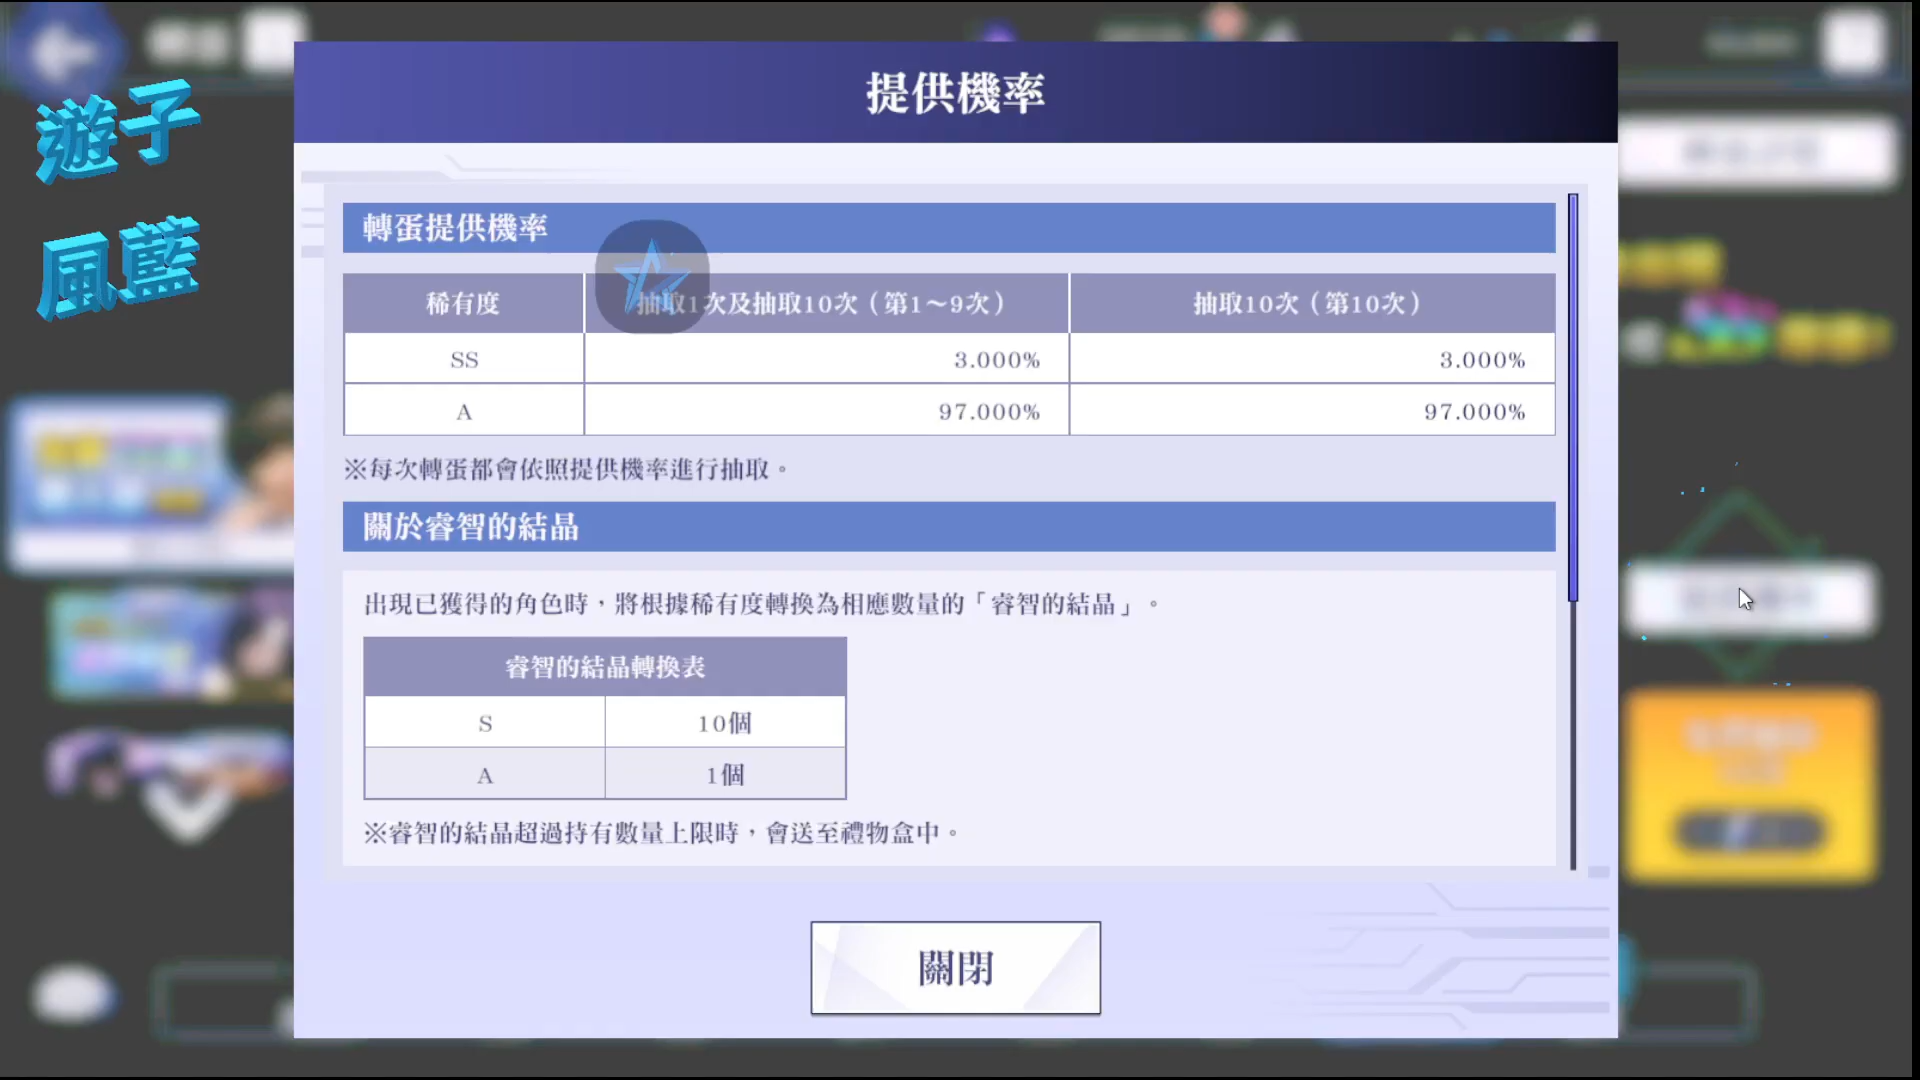 提供機率
遊子
風藍
轉蛋提供機率
稀有度 抽取1次及抽取10次（第1～9次） 抽取10次（第10次）
SS 3.000% 3.000%
A 97.000% 97.000%
※每次轉蛋都會依照提供機率進行抽取。
關於睿智的結晶
出現已獲得的角色時，將根據稀有度轉換為相應數量的「睿智的結晶」。
睿智的結晶轉換表
S 10個
A 1個
※睿智的結晶超過持有數量上限時，會送至禮物盒中。
關閉